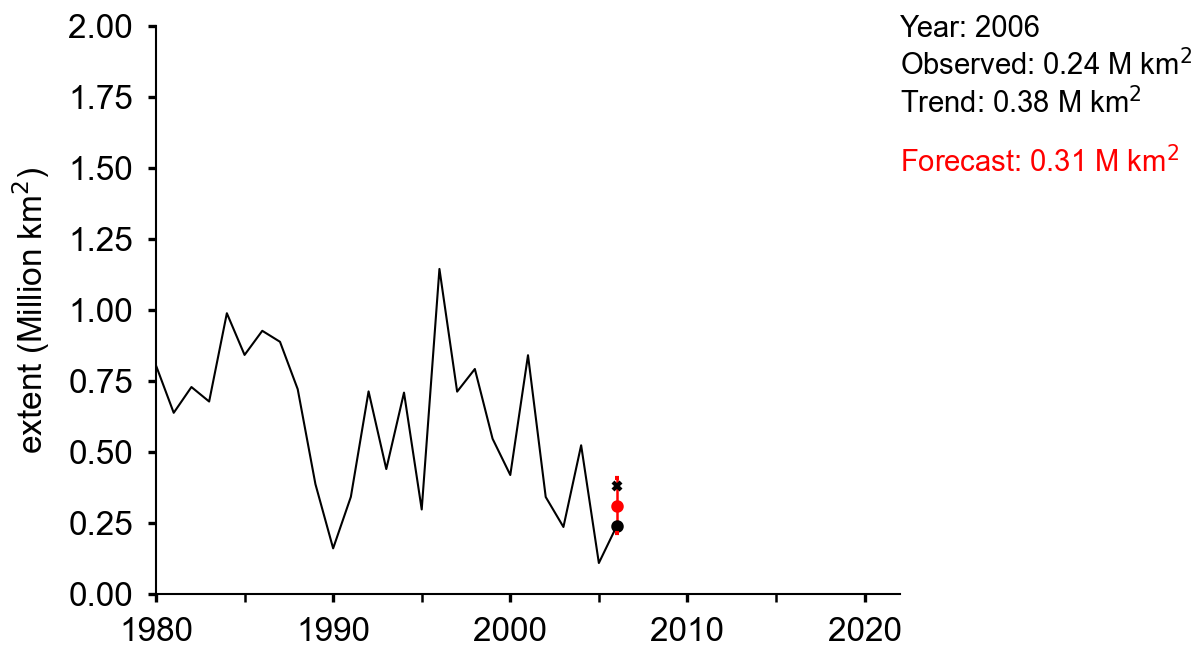 2.00
1.75
1.50
1.25
1.00
0.75
0.50
0.25
0.00
extent (Million km²)
1980 1990 2000 2010 2020
Year: 2006
Observed: 0.24 M km²
Trend: 0.38 M km²
Forecast: 0.31 M km²